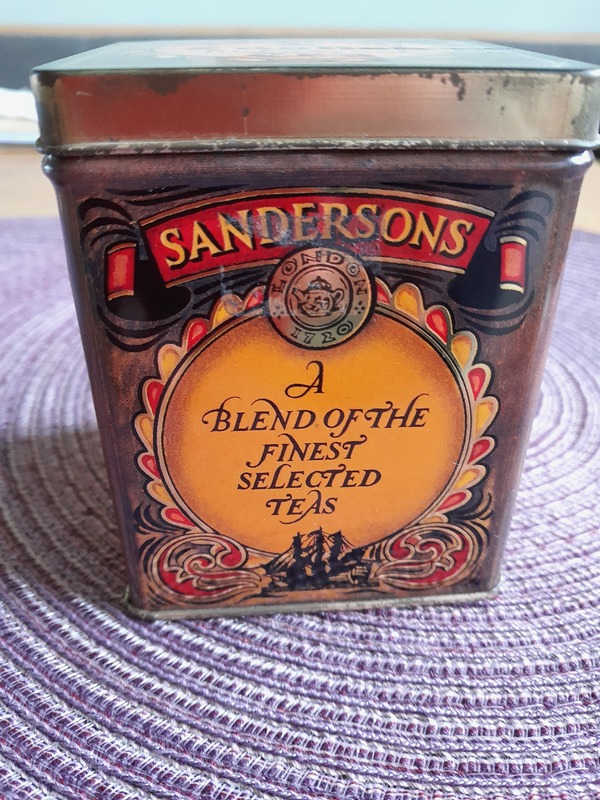 SANDERSONS
LONDON
1720
A
BLEND OF THE
FINEST
SELECTED
TEAS